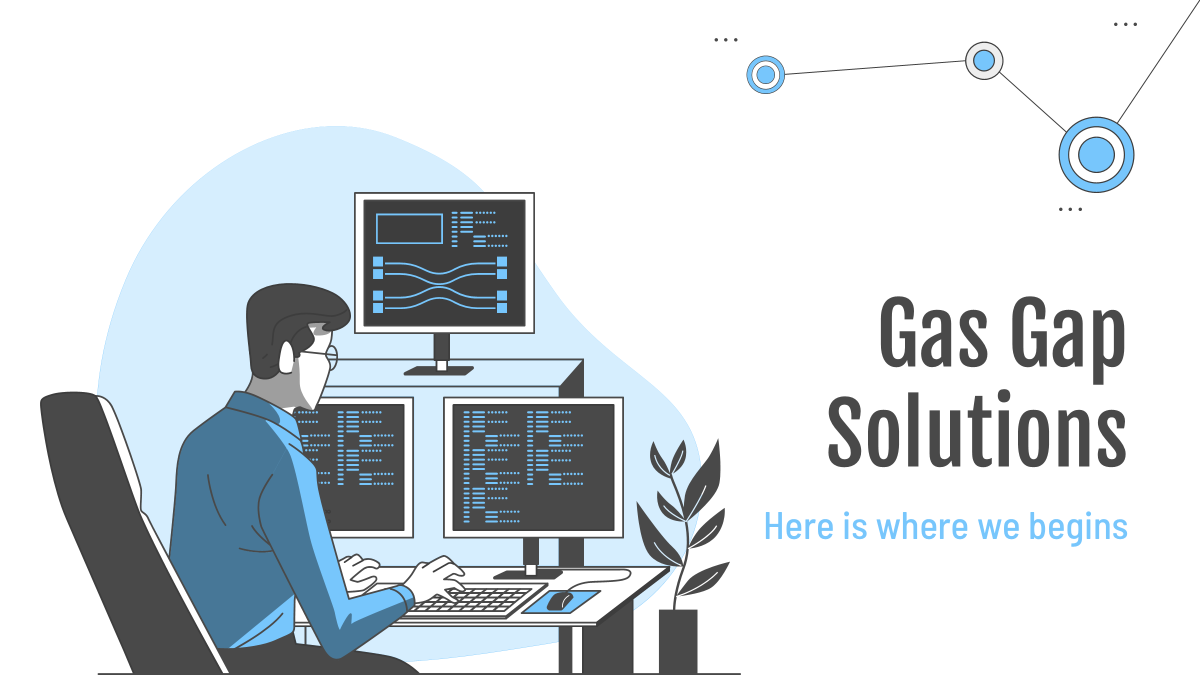 Gas Gap
Solutions
Here is where we begins